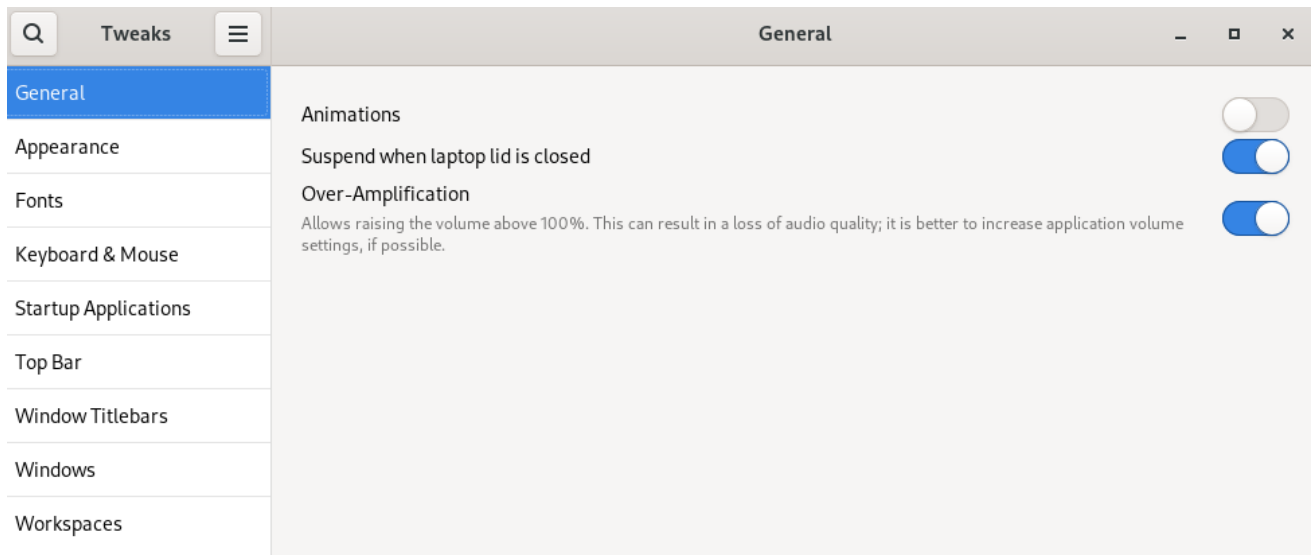 Tweaks
General
General
Appearance
Fonts
Keyboard & Mouse
Startup Applications
Top Bar
Window Titlebars
Windows
Workspaces
Animations
Suspend when laptop lid is closed
Over-Amplification
Allows raising the volume above 100%. This can result in a loss of audio quality; it is better to increase application volume
settings, if possible.